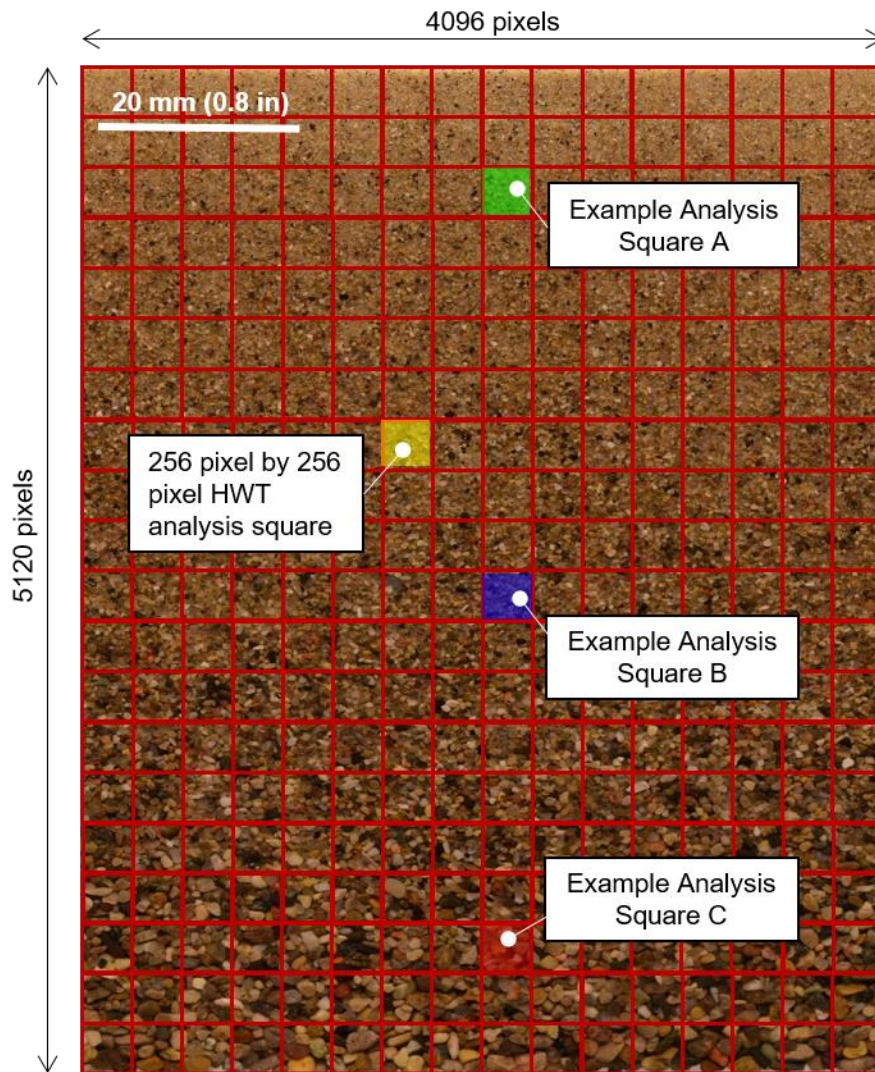 4096 pixels
20 mm (0.8 in)
Example Analysis
Square A
256 pixel by 256
pixel HWT
analysis square
5120 pixels
Example Analysis
Square B
Example Analysis
Square C